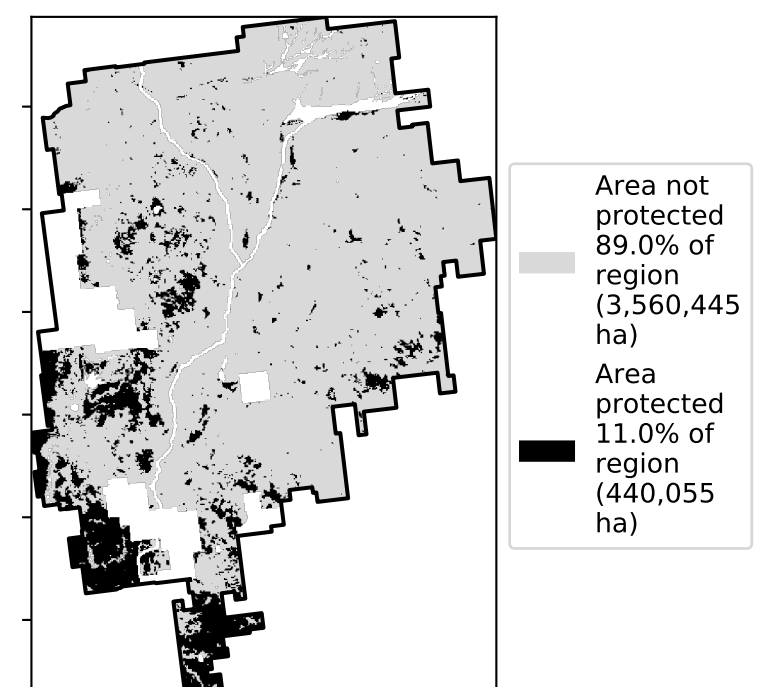 Area not
protected
89.0% of
region
(3,560,445
ha)
Area
protected
11.0% of
region
(440,055
ha)